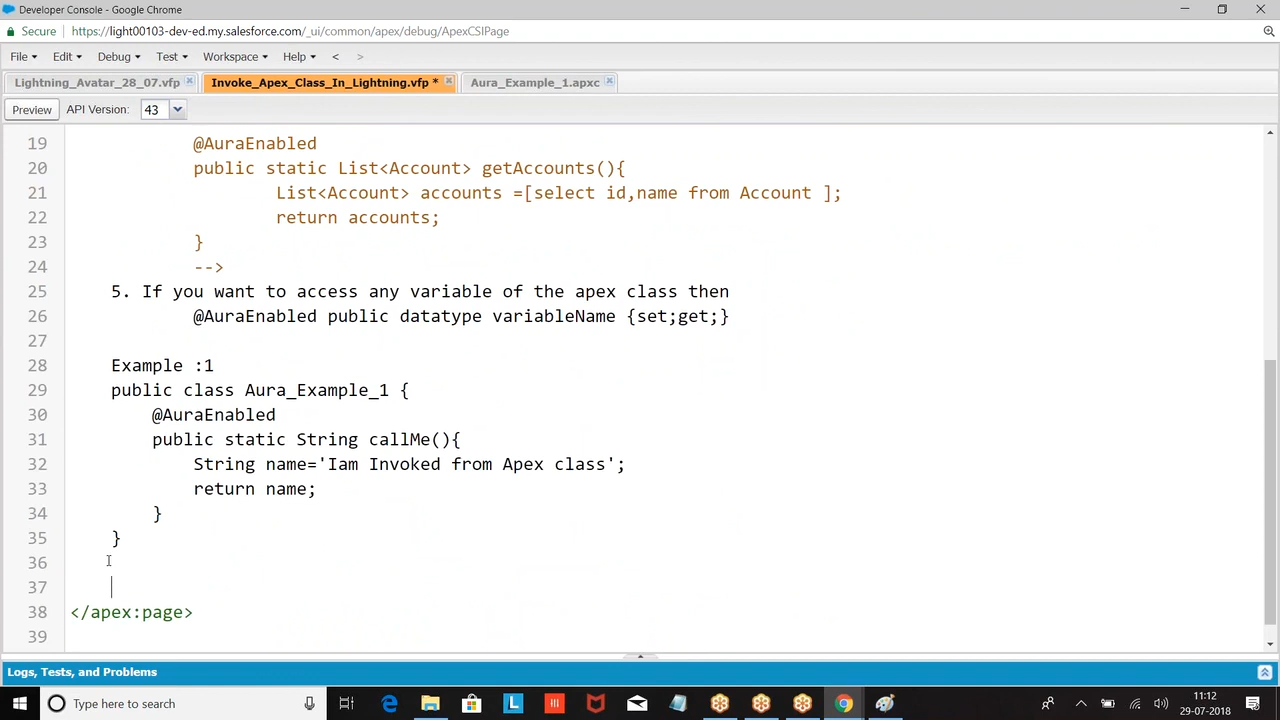 Developer Console - Google Chrome
Secure https://light00103-dev-ed.my.salesforce.com/_ui/common/apex/debug/ApexCSIPage
File Edit Debug Test Workspace Help < >
Lightning_Avatar_28_07.vfp Invoke_Apex_Class_In_Lightning.vfp * Aura_Example_1.apxc
Preview API Version: 43
19 @AuraEnabled
20 public static List<Account> getAccounts(){
21 List<Account> accounts =[select id,name from Account ];
22 return accounts;
23 }
24 -->
25 5. If you want to access any variable of the apex class then
26 @AuraEnabled public datatype variableName {set;get;}
27
28 Example :1
29 public class Aura_Example_1 {
30 @AuraEnabled
31 public static String callMe(){
32 String name='Iam Invoked from Apex class';
33 return name;
34 }
35 }
36
37
38 </apex:page>
39
Logs, Tests, and Problems
Type here to search
11:12
29-07-2018